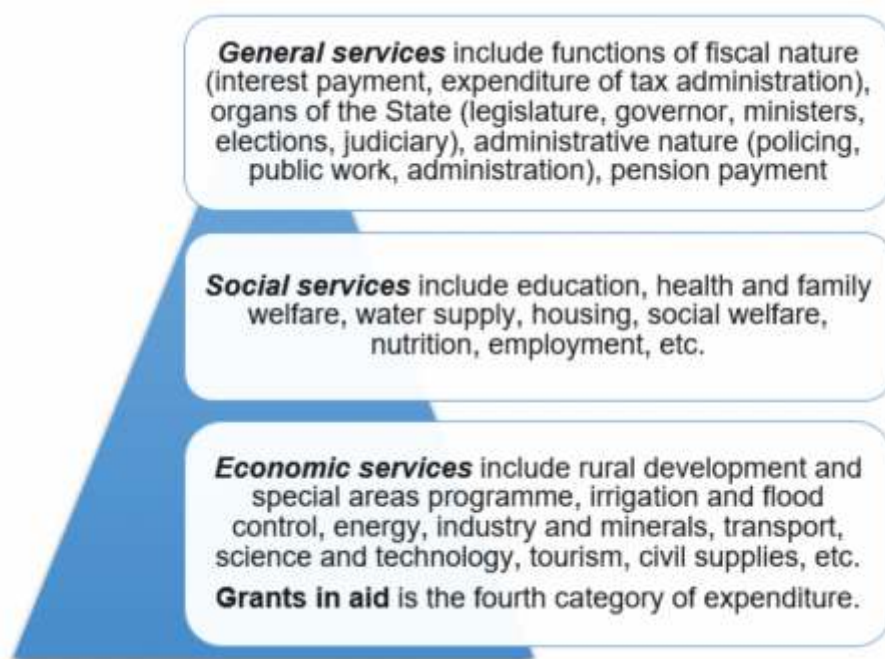 General services include functions of fiscal nature
(interest payment, expenditure of tax administration),
organs of the State (legislature, governor, ministers,
elections, judiciary), administrative nature (policing,
public work, administration), pension payment
Social services include education, health and family
welfare, water supply, housing, social welfare,
nutrition, employment, etc.
Economic services include rural development and
special areas programme, irrigation and flood
control, energy, industry and minerals, transport,
science and technology, tourism, civil supplies, etc.
Grants in aid is the fourth category of expenditure.